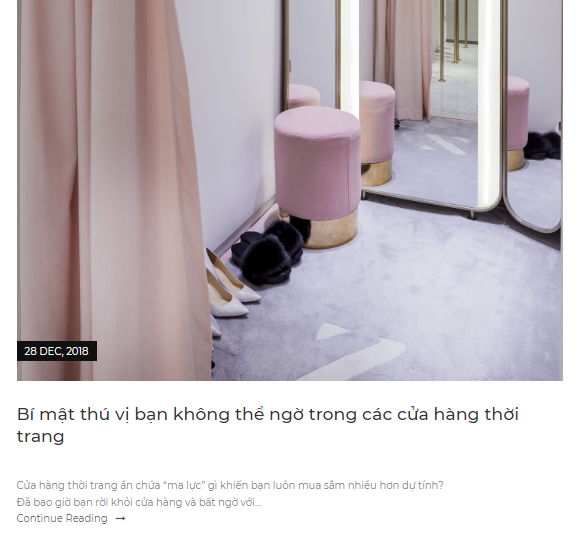 28 DEC, 2018
Bí mật thú vị bạn không thể ngờ trong các cửa hàng thời
trang
Cửa hàng thời trang ẩn chứa “ma lực” gì khiến bạn luôn mua sắm nhiều hơn dự tính?
Đã bao giờ bạn rời khỏi cửa hàng và bất ngờ với...
Continue Reading →